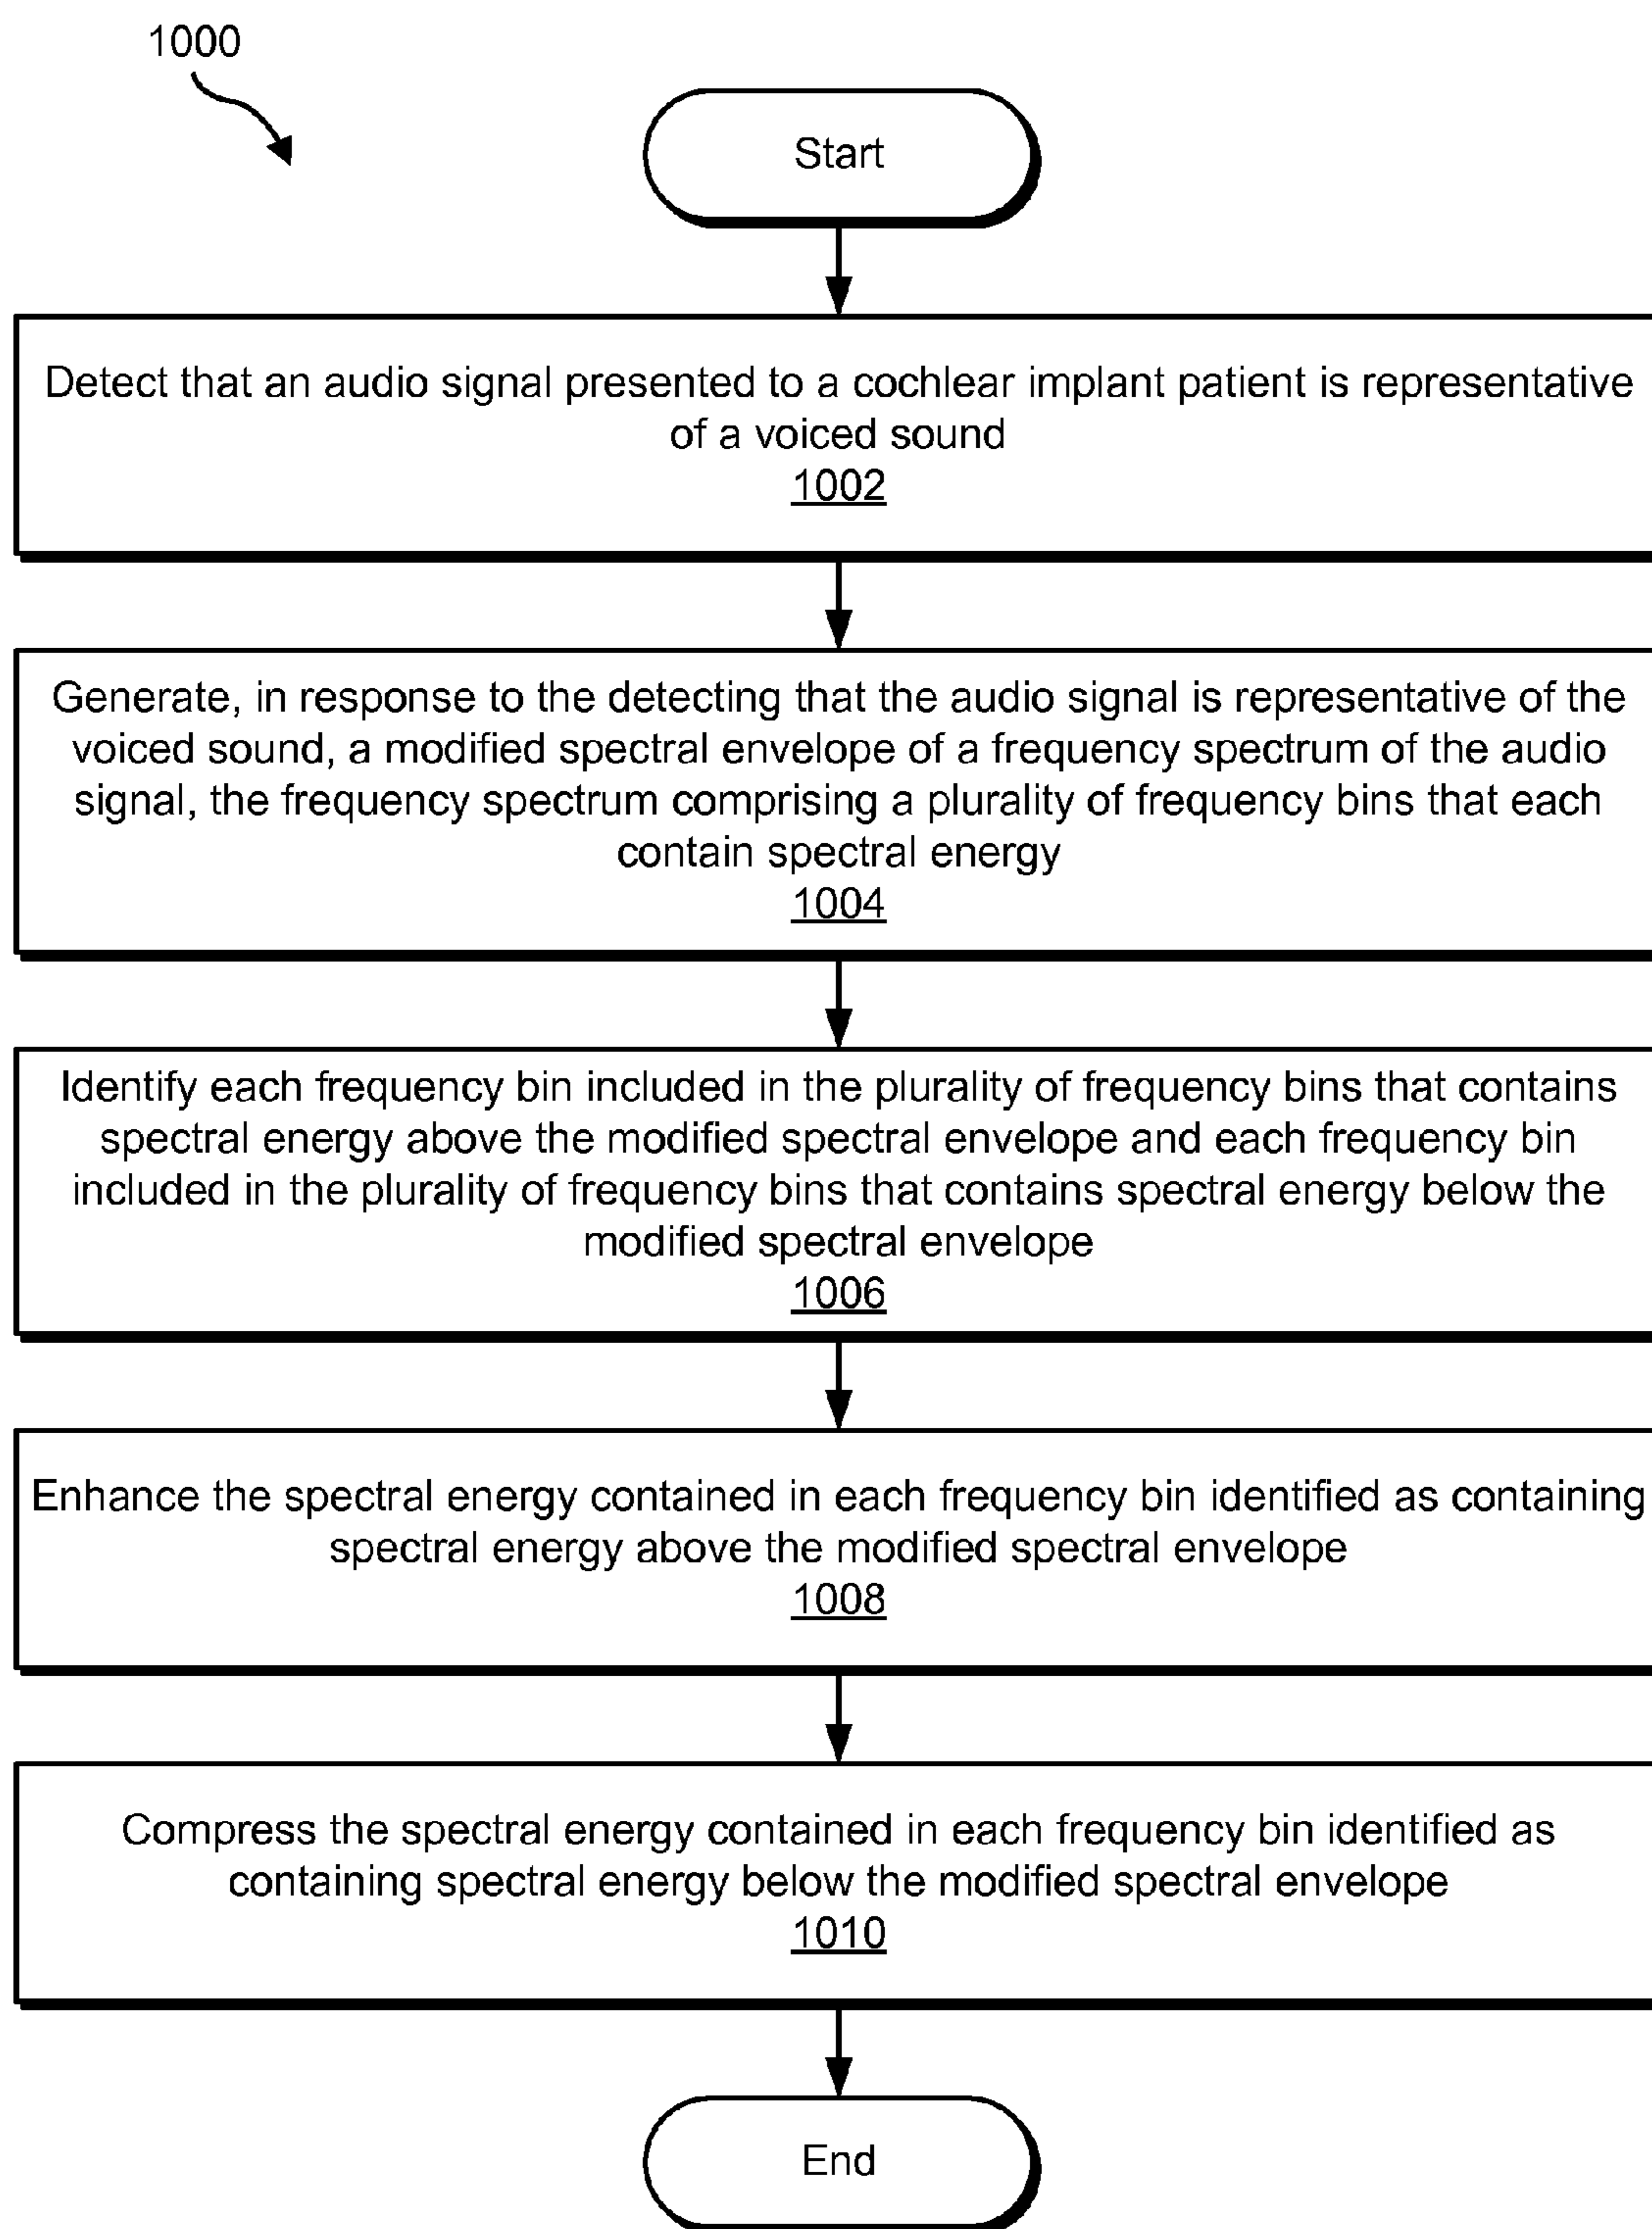 1000
Start
Detect that an audio signal presented to a cochlear implant patient is representative
of a voiced sound
1002
Generate, in response to the detecting that the audio signal is representative of the
voiced sound, a modified spectral envelope of a frequency spectrum of the audio
signal, the frequency spectrum comprising a plurality of frequency bins that each
contain spectral energy
1004
Identify each frequency bin included in the plurality of frequency bins that contains
spectral energy above the modified spectral envelope and each frequency bin
included in the plurality of frequency bins that contains spectral energy below the
modified spectral envelope
1006
Enhance the spectral energy contained in each frequency bin identified as containing
spectral energy above the modified spectral envelope
1008
Compress the spectral energy contained in each frequency bin identified as
containing spectral energy below the modified spectral envelope
1010
End